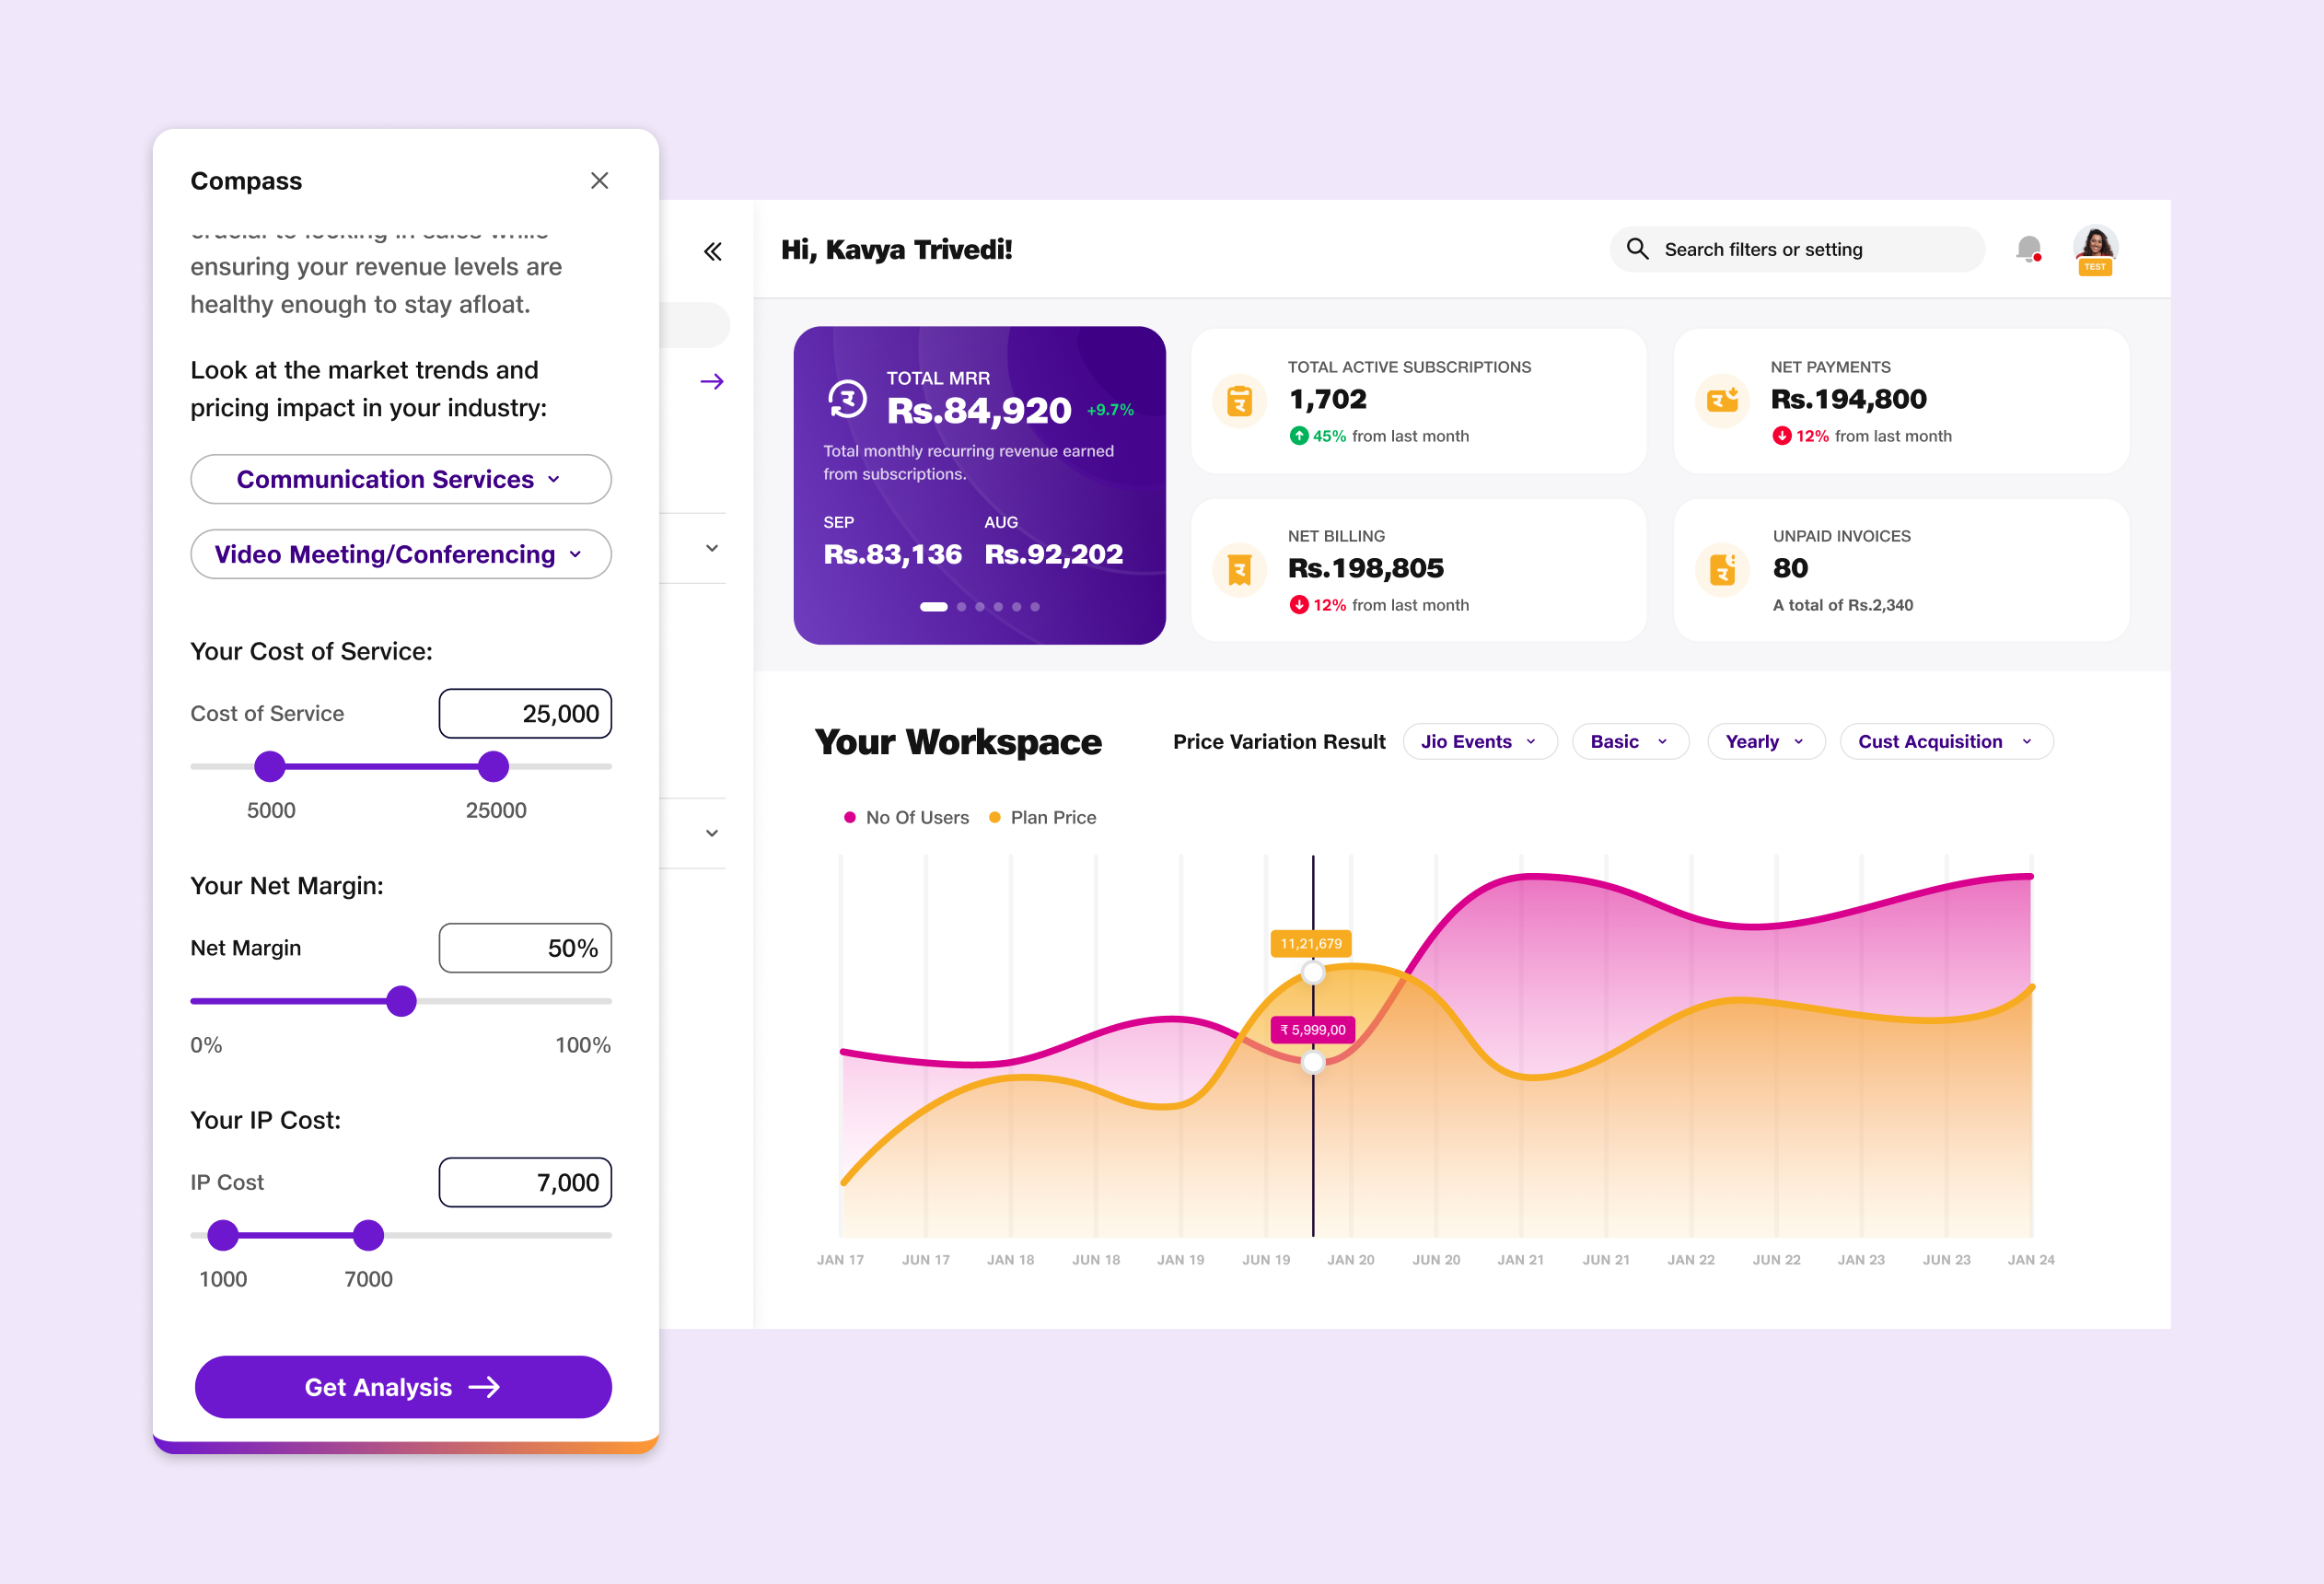 Compass
ensuring your revenue levels are
healthy enough to stay afloat.
Look at the market trends and
pricing impact in your industry:
Communication Services
Video Meeting/Conferencing
Your Cost of Service:
Cost of Service
25,000
5000
25000
Your Net Margin:
Net Margin
50%
0%
100%
Your IP Cost:
IP Cost
7,000
1000
7000
Get Analysis
Hi, Kavya Trivedi!
Search filters or setting
TEST
TOTAL MRR
Rs.84,920 +9.7%
Total monthly recurring revenue earned
from subscriptions.
SEP
Rs.83,136
AUG
Rs.92,202
TOTAL ACTIVE SUBSCRIPTIONS
1,702
45% from last month
NET PAYMENTS
Rs.194,800
12% from last month
NET BILLING
Rs.198,805
12% from last month
UNPAID INVOICES
80
A total of Rs.2,340
Your Workspace
Price Variation Result
Jio Events
Basic
Yearly
Cust Acquisition
No Of Users
Plan Price
11,21,679
₹ 5,999,00
JAN 17
JUN 17
JAN 18
JUN 18
JAN 19
JUN 19
JAN 20
JUN 20
JAN 21
JUN 21
JAN 22
JUN 22
JAN 23
JUN 23
JAN 24